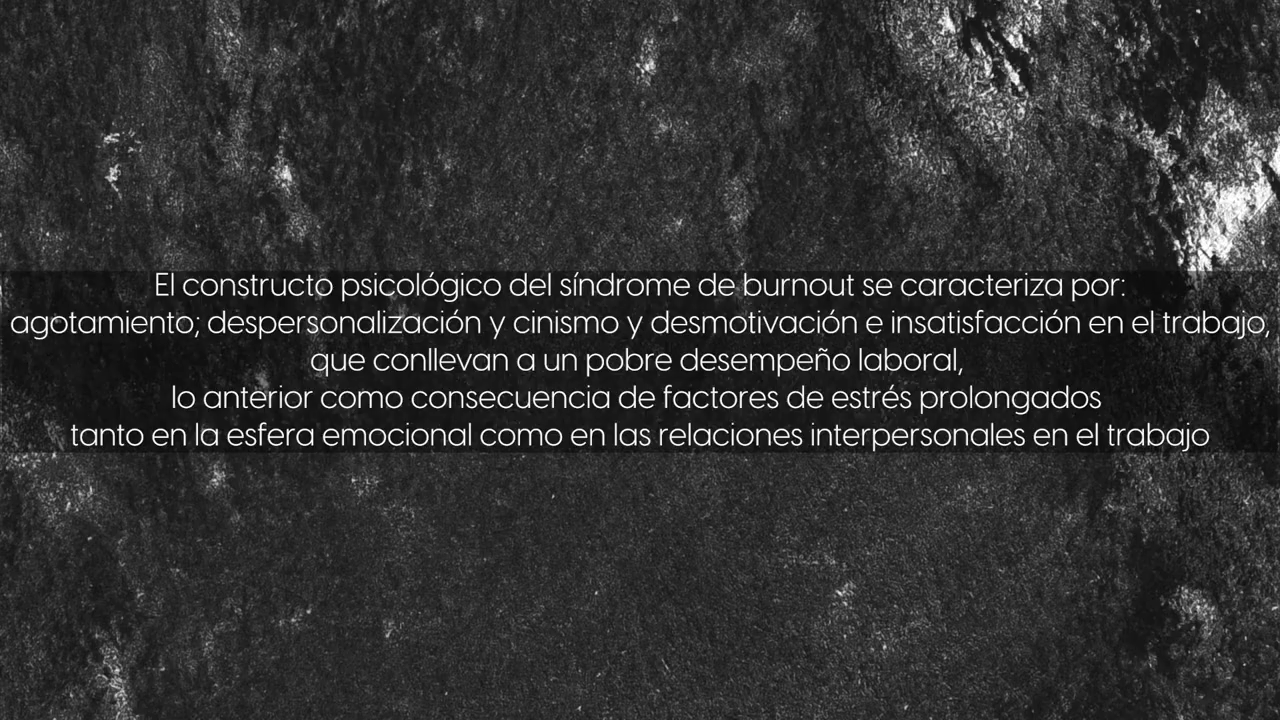 El constructo psicológico del síndrome de burnout se caracteriza por:
agotamiento; despersonalización y cinismo y desmotivación e insatisfacción en el trabajo,
que conllevan a un pobre desempeño laboral,
lo anterior como consecuencia de factores de estrés prolongados
tanto en la esfera emocional como en las relaciones interpersonales en el trabajo